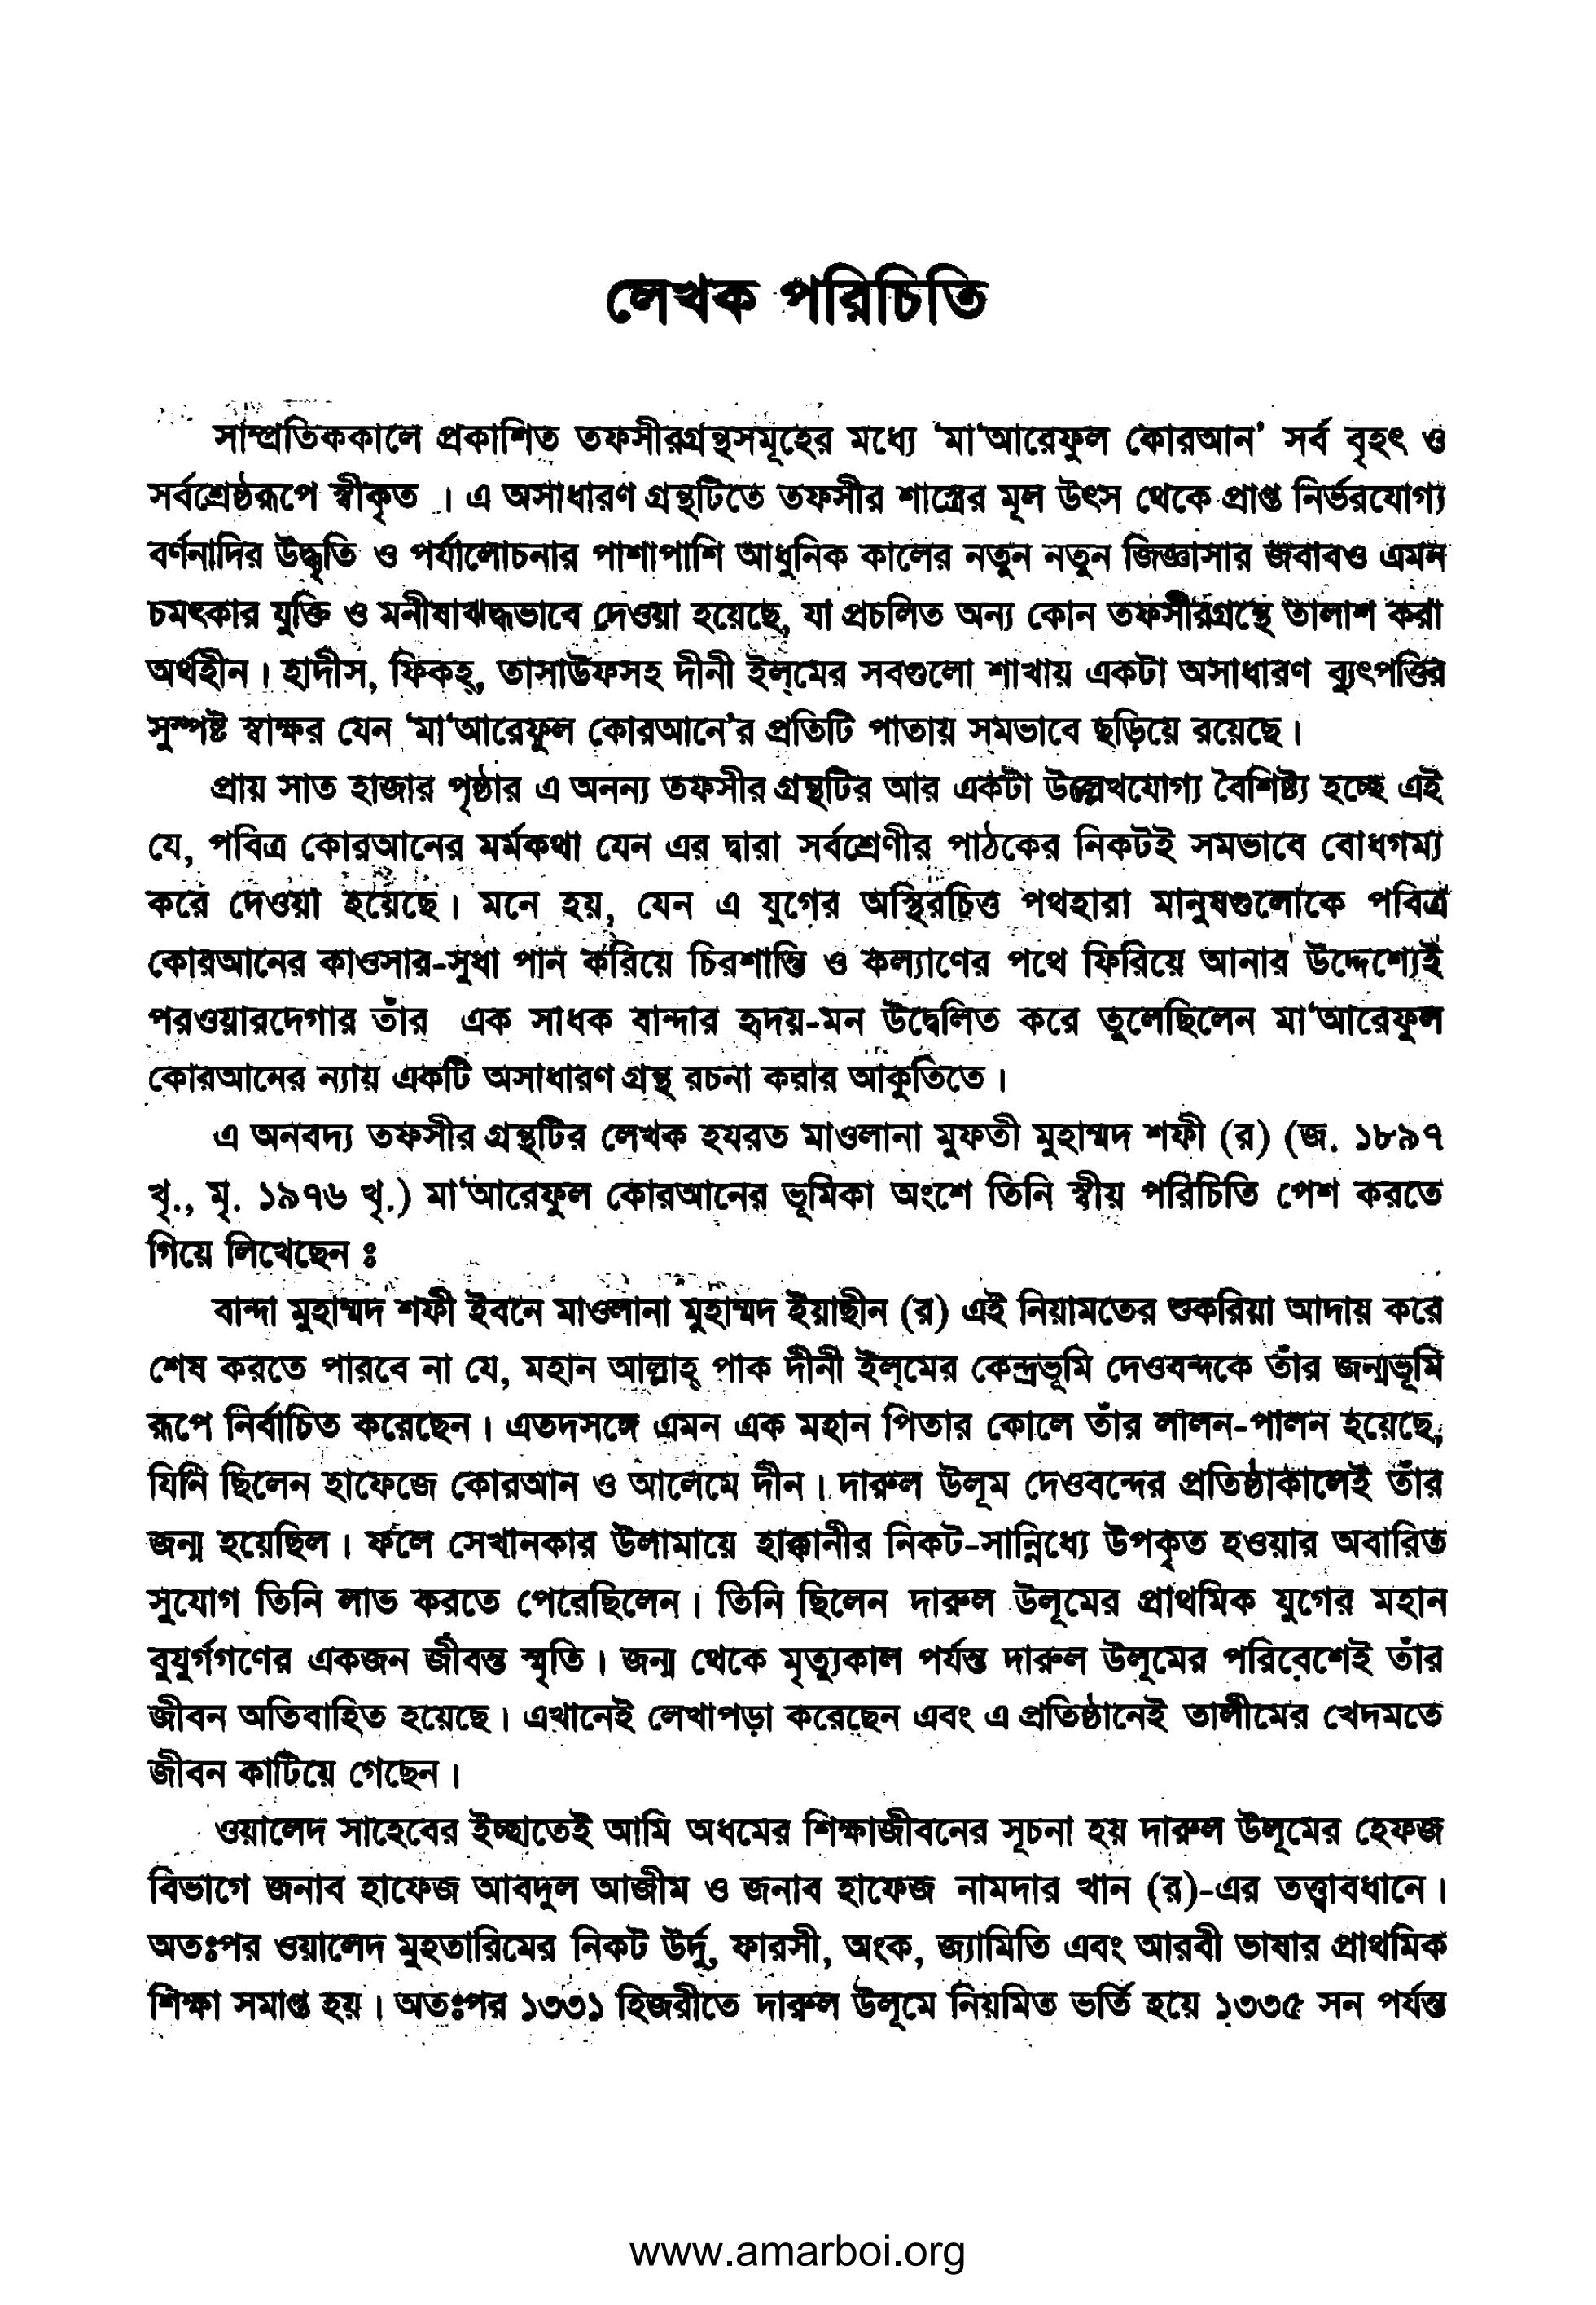 লেখক পরিচিতি
সাম্প্রতিককালে প্রকাশিত তফসীরগ্রন্থসমূহের মধ্যে ‘মা‘আরেফুল কোরআন’ সর্ব বৃহৎ ও
সর্বশ্রেষ্ঠরূপে স্বীকৃত । এ অসাধারণ গ্রন্থটিতে তফসীর শাস্ত্রের মূল উৎস থেকে প্রাপ্ত নির্ভরযোগ্য
বর্ণনাদির উদ্ধৃতি ও পর্যালোচনার পাশাপাশি আধুনিক কালের নতুন নতুন জিজ্ঞাসার জবাবও এমন
চমৎকার যুক্তি ও মনীষাঋদ্ধভাবে দেওয়া হয়েছে, যা প্রচলিত অন্য কোন তফসীরগ্রন্থে তালাশ করা
অর্থহীন। হাদীস, ফিকহ্, তাসাউফসহ দীনী ইল্‌মের সবগুলো শাখায় একটা অসাধারণ ব্যুৎপত্তির
সুস্পষ্ট স্বাক্ষর যেন ‘মা‘আরেফুল কোরআনে’র প্রতিটি পাতায় সমভাবে ছড়িয়ে রয়েছে।
প্রায় সাত হাজার পৃষ্ঠার এ অনন্য তফসীর গ্রন্থটির আর একটা উল্লেখযোগ্য বৈশিষ্ট্য হচ্ছে এই
যে, পবিত্র কোরআনের মর্মকথা যেন এর দ্বারা সর্বশ্রেণীর পাঠকের নিকটই সমভাবে বোধগম্য
করে দেওয়া হয়েছে। মনে হয়, যেন এ যুগের অস্থিরচিত্ত পথহারা মানুষগুলোকে পবিত্র
কোরআনের কাওসার-সুধা পান করিয়ে চিরশান্তি ও কল্যাণের পথে ফিরিয়ে আনার উদ্দেশ্যেই
পরওয়ারদেগার তাঁর এক সাধক বান্দার হৃদয়-মন উদ্বেলিত করে তুলেছিলেন মা‘আরেফুল
কোরআনের ন্যায় একটি অসাধারণ গ্রন্থ রচনা করার আকুতিতে।
এ অনবদ্য তফসীর গ্রন্থটির লেখক হযরত মাওলানা মুফতী মুহাম্মদ শফী (র) (জ. ১৮৯৭
খৃ., মৃ. ১৯৭৬ খৃ.) মা‘আরেফুল কোরআনের ভূমিকা অংশে তিনি স্বীয় পরিচিতি পেশ করতে
গিয়ে লিখেছেন ঃ
বান্দা মুহাম্মদ শফী ইবনে মাওলানা মুহাম্মদ ইয়াছীন (র) এই নিয়ামতের শুকরিয়া আদায় করে
শেষ করতে পারবে না যে, মহান আল্লাহ্ পাক দীনী ইল্‌মের কেন্দ্রভূমি দেওবন্দকে তাঁর জন্মভূমি
রূপে নির্বাচিত করেছেন। এতদসঙ্গে এমন এক মহান পিতার কোলে তাঁর লালন-পালন হয়েছে,
যিনি ছিলেন হাফেজে কোরআন ও আলেমে দীন। দারুল উলূম দেওবন্দের প্রতিষ্ঠাকালেই তাঁর
জন্ম হয়েছিল। ফলে সেখানকার উলামায়ে হাক্কানীর নিকট-সান্নিধ্যে উপকৃত হওয়ার অবারিত
সুযোগ তিনি লাভ করতে পেরেছিলেন। তিনি ছিলেন দারুল উলূমের প্রাথমিক যুগের মহান
বুযুর্গগণের একজন জীবন্ত স্মৃতি। জন্ম থেকে মৃত্যুকাল পর্যন্ত দারুল উলূমের পরিবেশেই তাঁর
জীবন অতিবাহিত হয়েছে। এখানেই লেখাপড়া করেছেন এবং এ প্রতিষ্ঠানেই তালীমের খেদমতে
জীবন কাটিয়ে গেছেন।
ওয়ালেদ সাহেবের ইচ্ছাতেই আমি অধমের শিক্ষাজীবনের সূচনা হয় দারুল উলূমের হেফজ
বিভাগে জনাব হাফেজ আবদুল আজীম ও জনাব হাফেজ নামদার খান (র)-এর তত্ত্বাবধানে।
অতঃপর ওয়ালেদ মুহতারিমের নিকট উর্দু, ফারসী, অংক, জ্যামিতি এবং আরবী ভাষার প্রাথমিক
শিক্ষা সমাপ্ত হয়। অতঃপর ১৩৩১ হিজরীতে দারুল উলূমে নিয়মিত ভর্তি হয়ে ১৩৩৫ সন পর্যন্ত
www.amarboi.org